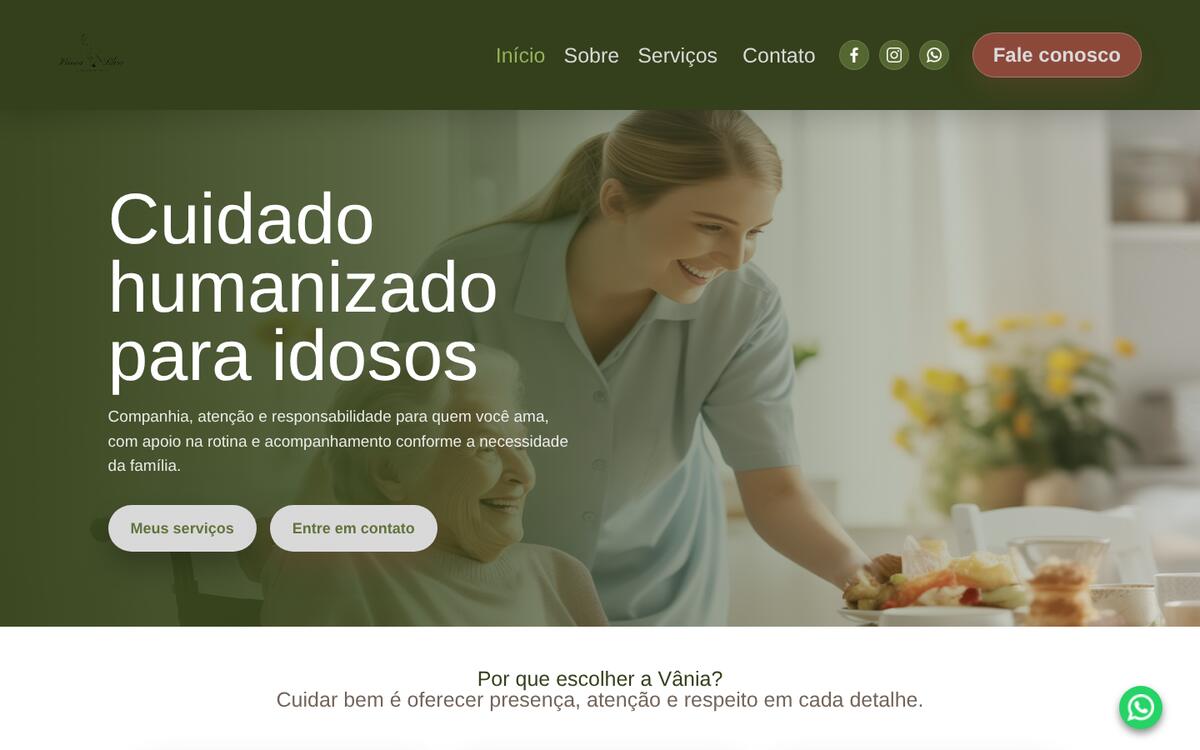 Início Sobre Serviços Contato Fale conosco
Cuidado
humanizado
para idosos
Companhia, atenção e responsabilidade para quem você ama,
com apoio na rotina e acompanhamento conforme a necessidade
da família.
Meus serviços Entre em contato
Por que escolher a Vânia?
Cuidar bem é oferecer presença, atenção e respeito em cada detalhe.